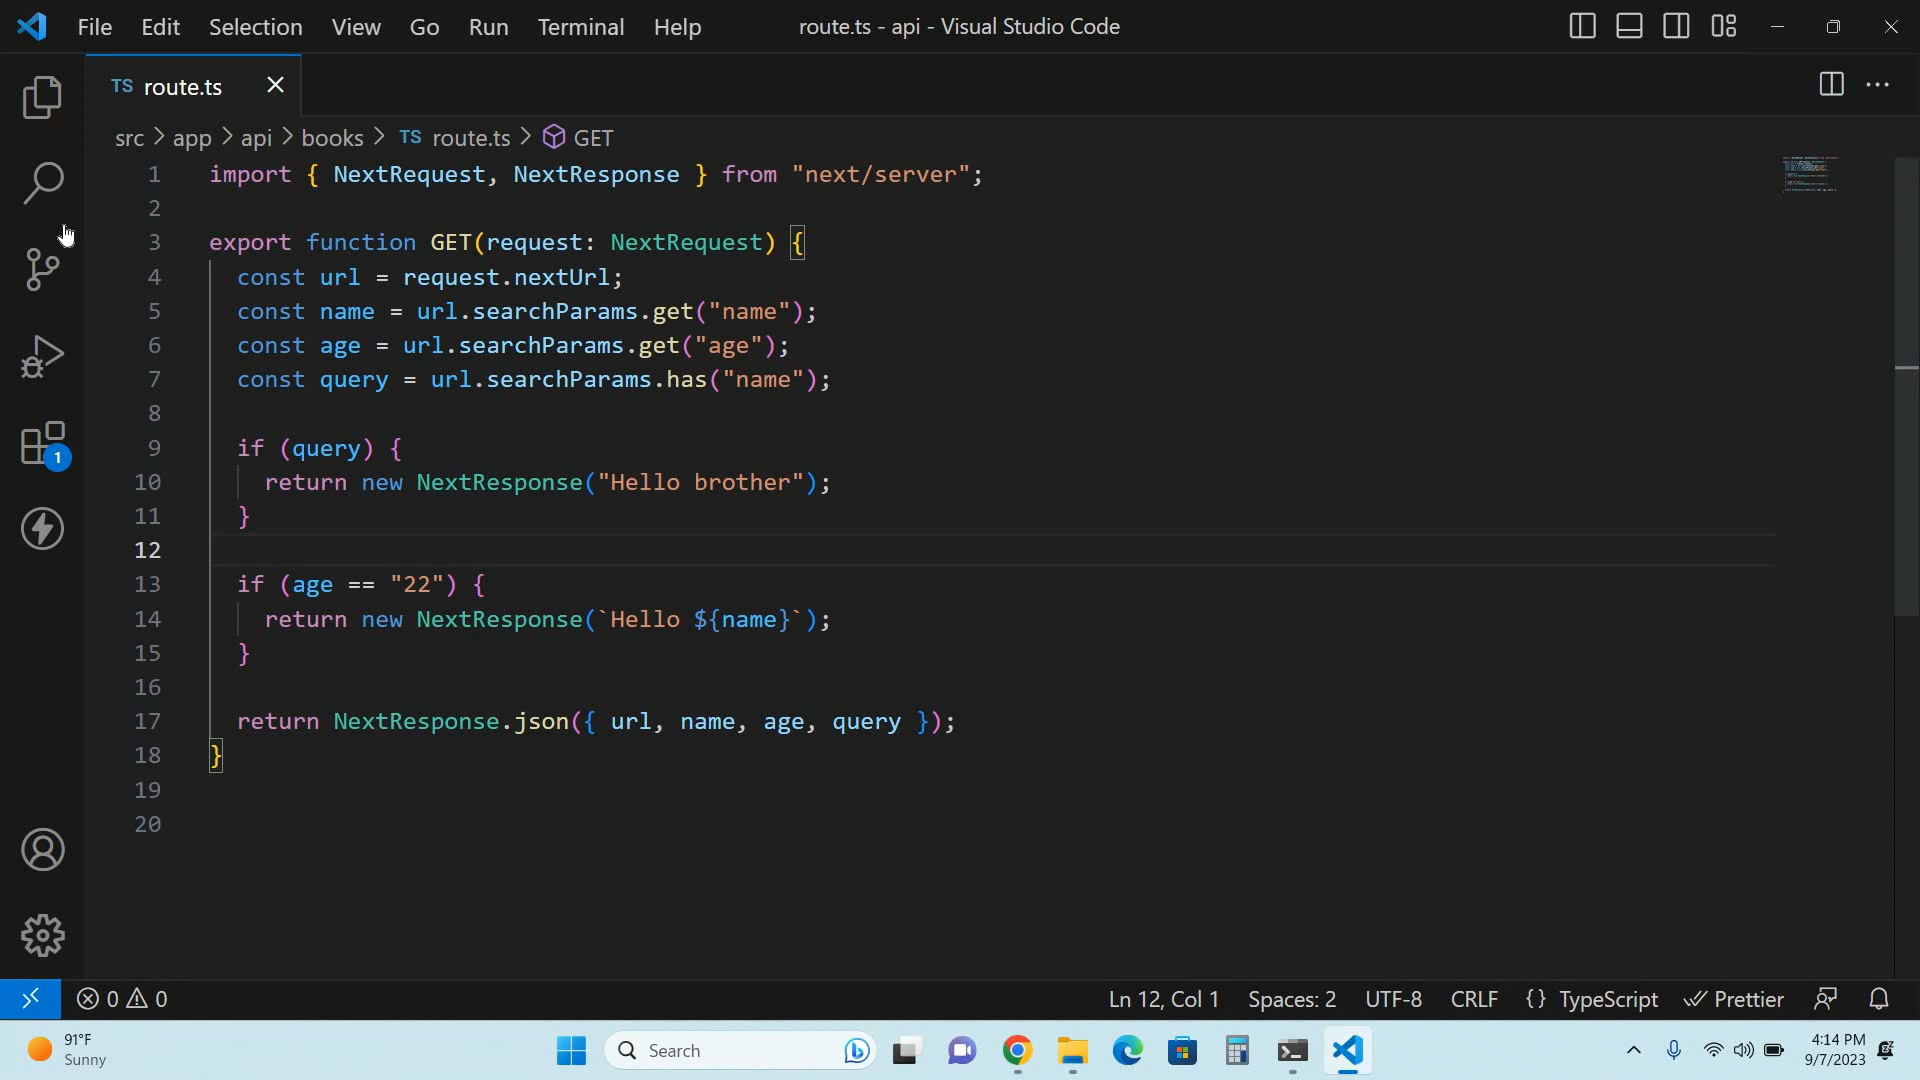 File Edit Selection View Go Run Terminal Help route.ts - api - Visual Studio Code
TS route.ts
src > app > api > books > TS route.ts > GET
1 import { NextRequest, NextResponse } from "next/server";
2
3 export function GET(request: NextRequest) {
4 const url = request.nextUrl;
5 const name = url.searchParams.get("name");
6 const age = url.searchParams.get("age");
7 const query = url.searchParams.has("name");
8
9 if (query) {
10 return new NextResponse("Hello brother");
11 }
12
13 if (age == "22") {
14 return new NextResponse(`Hello ${name}`);
15 }
16
17 return NextResponse.json({ url, name, age, query });
18 }
19
20
1
0 0 Ln 12, Col 1 Spaces: 2 UTF-8 CRLF {} TypeScript Prettier
91°F
Sunny
Search
4:14 PM
9/7/2023